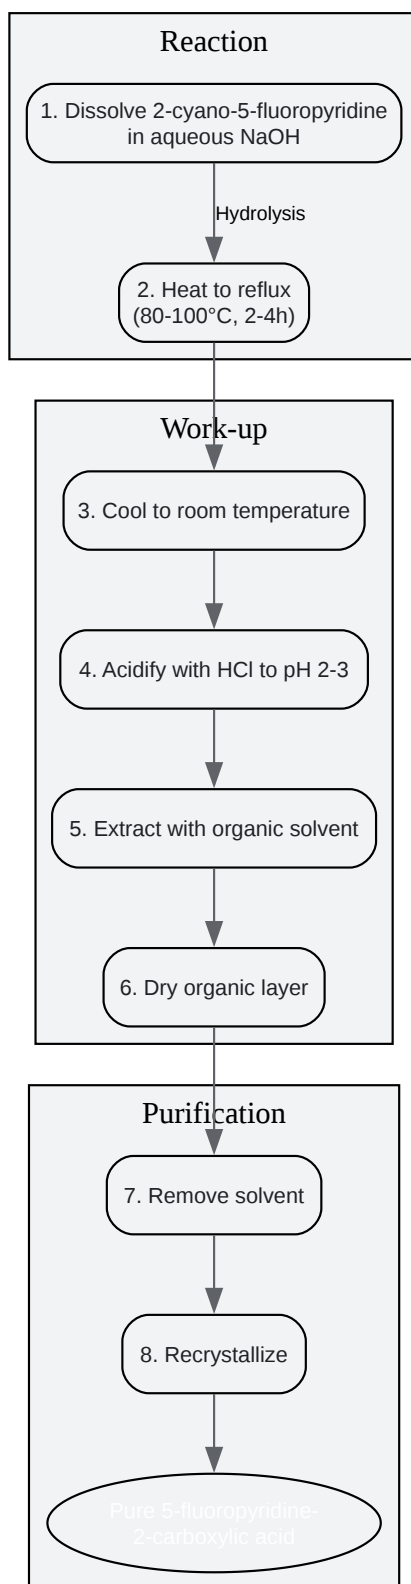 Reaction
1. Dissolve 2-cyano-5-fluoropyridine
in aqueous NaOH
Hydrolysis
2. Heat to reflux
(80-100°C, 2-4h)
Work-up
3. Cool to room temperature
4. Acidify with HCl to pH 2-3
5. Extract with organic solvent
6. Dry organic layer
Purification
7. Remove solvent
8. Recrystallize
Pure 5-fluoropyridine-
2-carboxylic acid